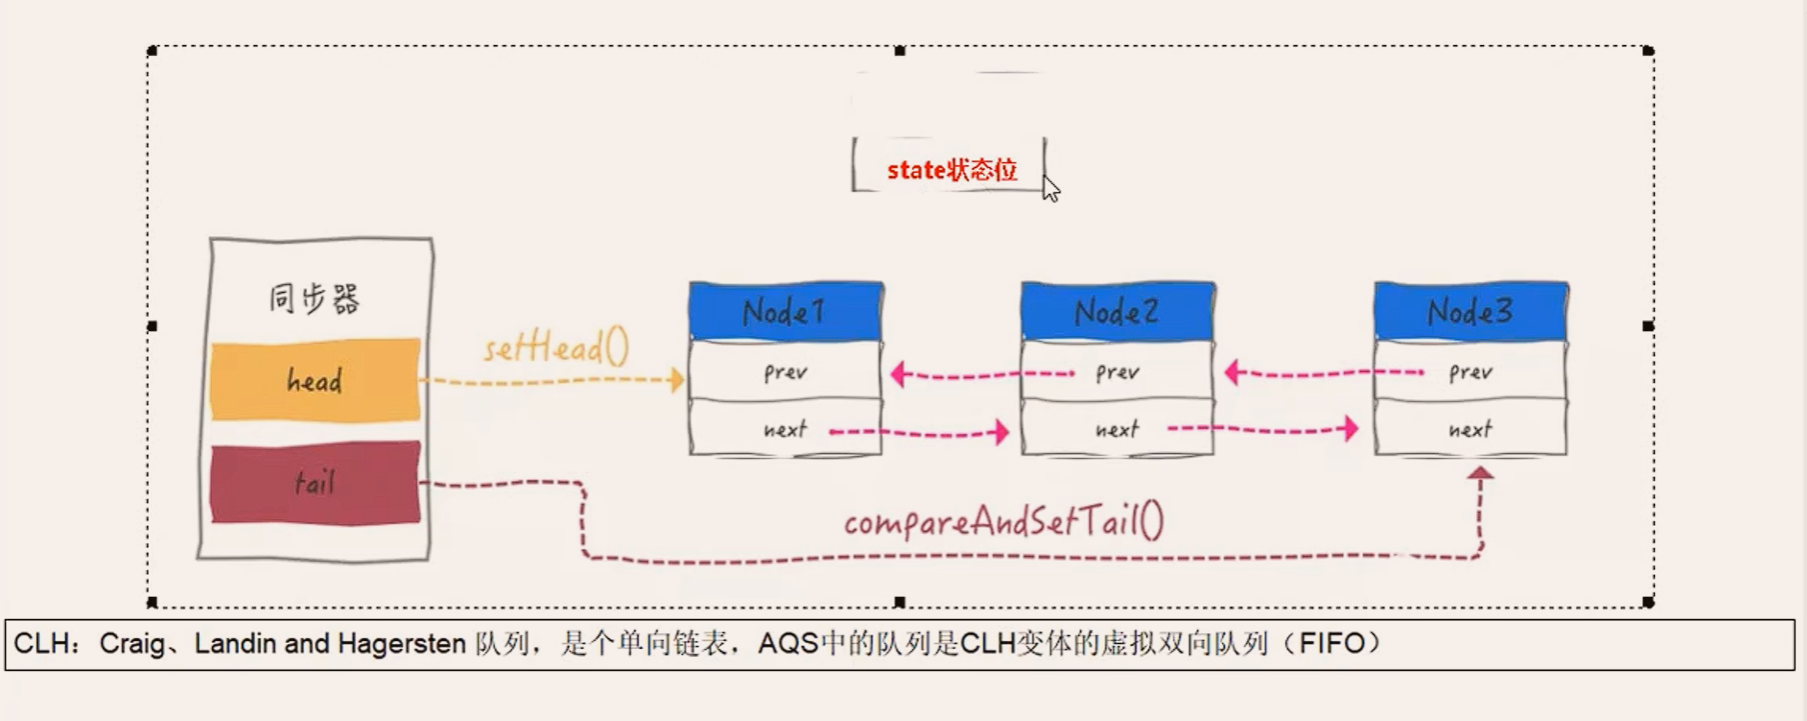 state状态位
同步器
head
tail
setHead()
Node1
prev
next
Node2
prev
next
Node3
prev
next
compareAndSetTail()
CLH：Craig、Landin and Hagersten 队列，是个单向链表，AQS中的队列是CLH变体的虚拟双向队列（FIFO）